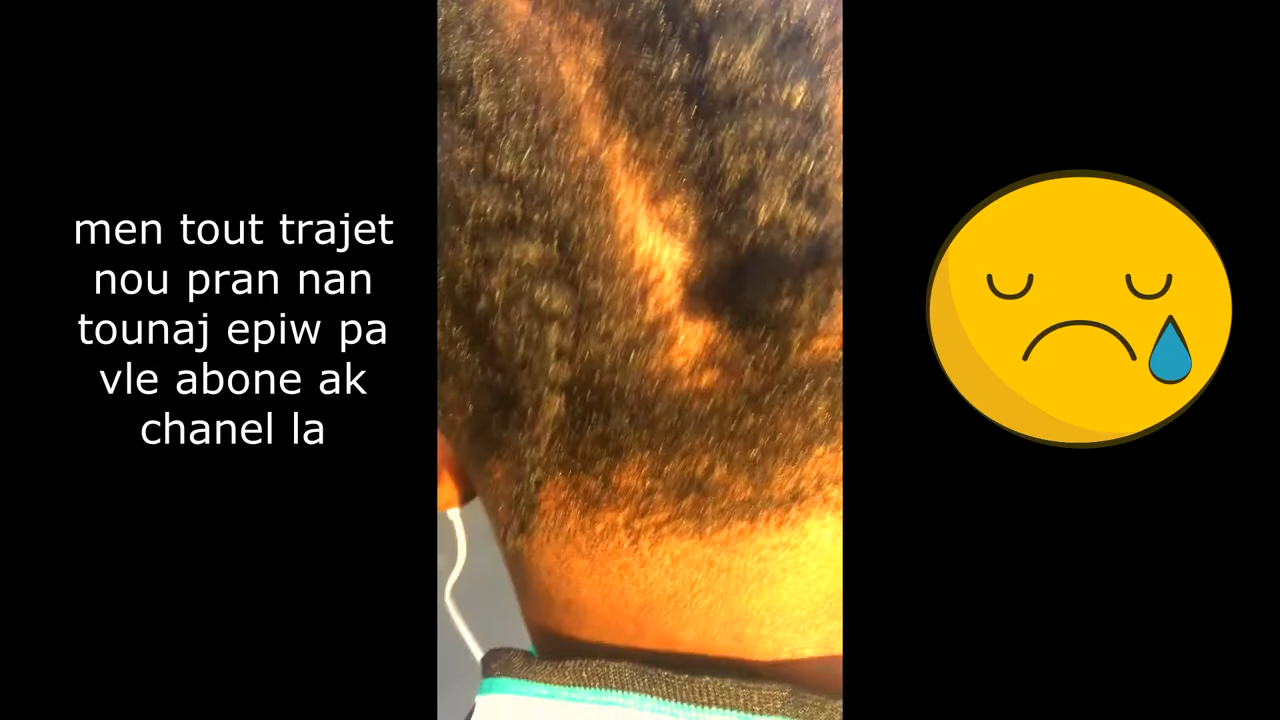 men tout trajet
nou pran nan
tounaj epiw pa
vle abone ak
chanel la